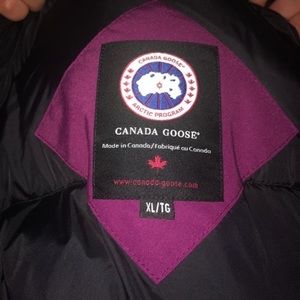 CANADA GOOSE
ARCTIC PROGRAM
CANADA GOOSE®
Made in Canada/Fabriqué au Canada
www.canada-goose.com
XL/TG